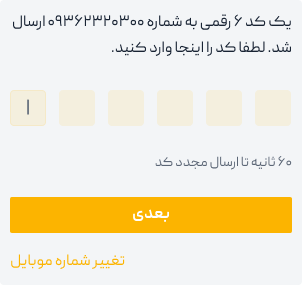 یک کد ۶ رقمی به شماره ۰۹۳۶۲۳۲۰۳۰۰ ارسال
شد. لطفا کد را اینجا وارد کنید.
۶۰ ثانیه تا ارسال مجدد کد
بعدی
تغییر شماره موبایل